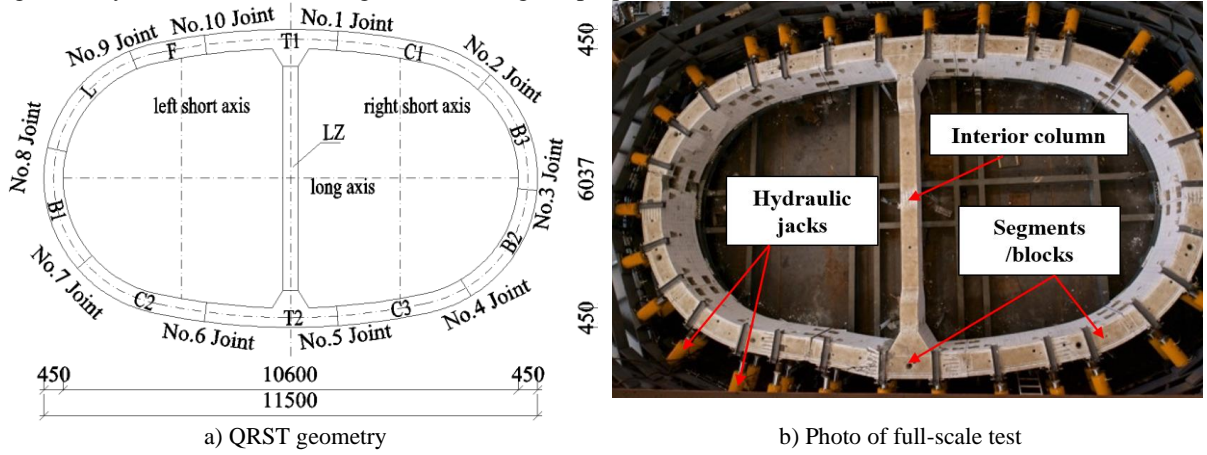 No.10 Joint
No.1 Joint
No.9 Joint
F
T1
C1
No.2 Joint
L
left short axis
right short axis
No.8 Joint
LZ
B3
long axis
No.3 Joint
B1
B2
No.7 Joint
C2
T2
C3
No.4 Joint
No.6 Joint
No.5 Joint
450
6037
450
450
10600
450
11500
Interior column
Hydraulic
jacks
Segments
/blocks
a) QRST geometry
b) Photo of full-scale test